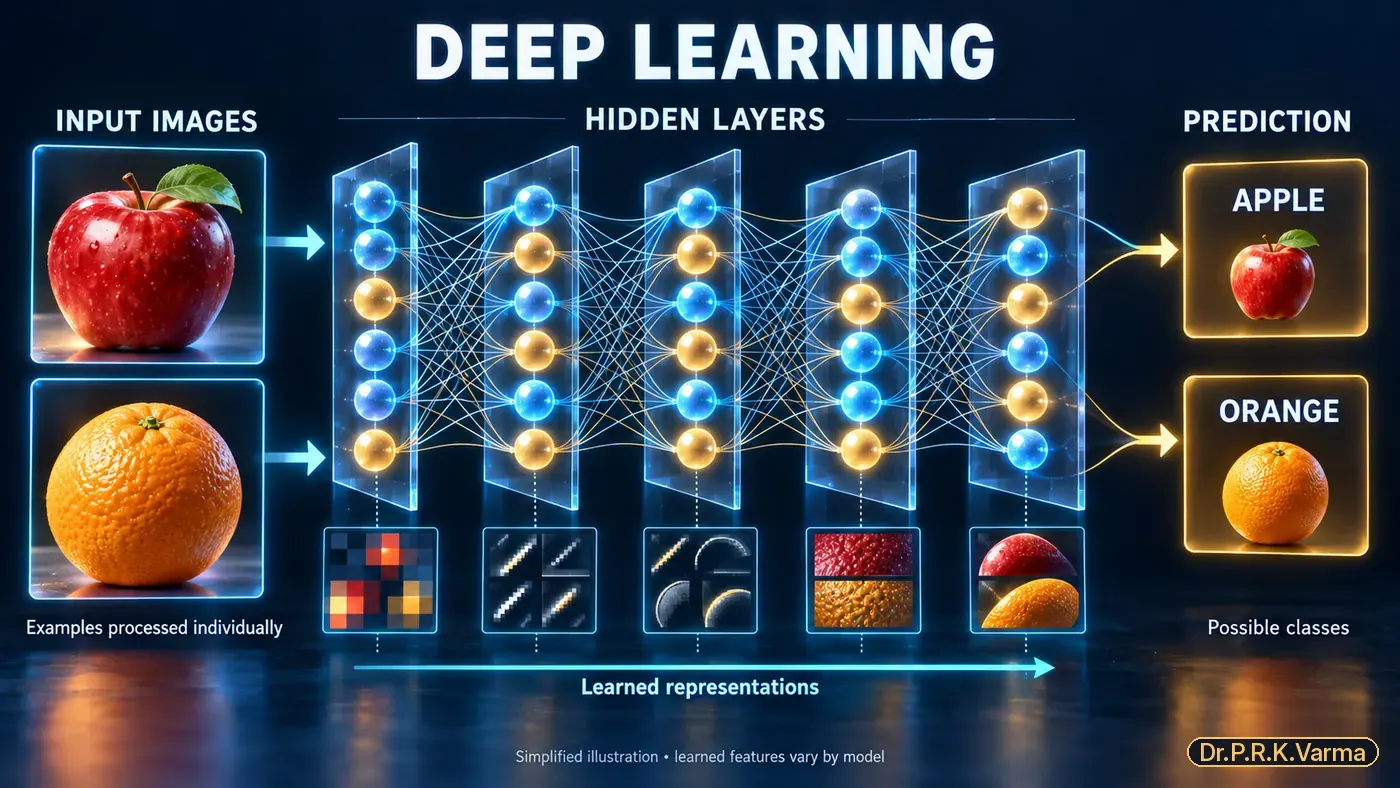 DEEP LEARNING
INPUT IMAGES
HIDDEN LAYERS
PREDICTION
APPLE
ORANGE
Examples processed individually
Possible classes
Learned representations
Simplified illustration • learned features vary by model
Dr.P.R.K.Varma